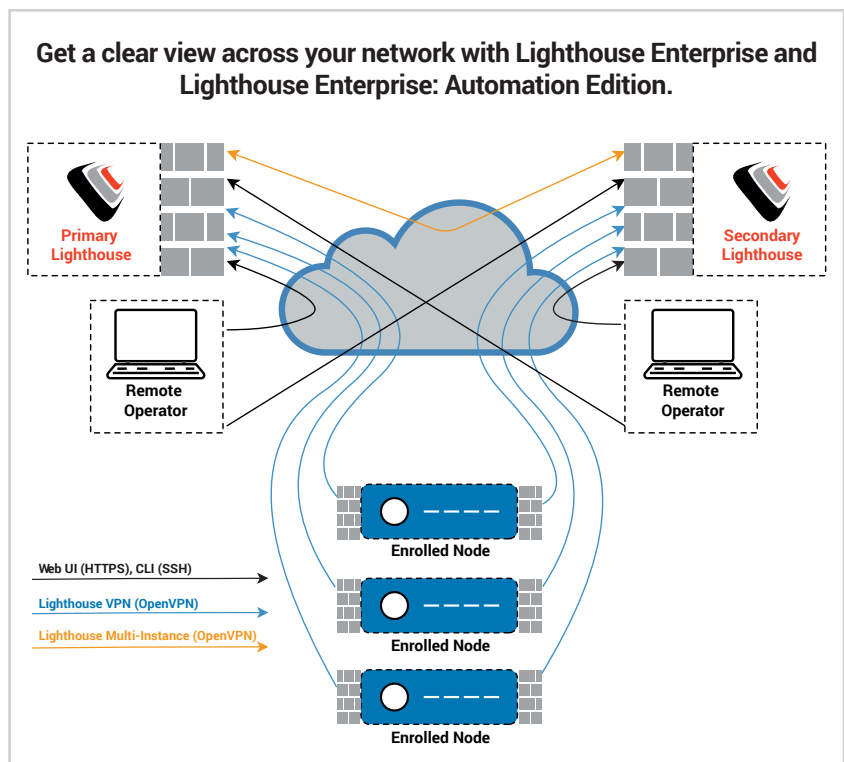 Get a clear view across your network with Lighthouse Enterprise and
Lighthouse Enterprise: Automation Edition.
Primary
Lighthouse
Secondary
Lighthouse
Remote
Operator
Remote
Operator
Enrolled Node
Web UI (HTTPS), CLI (SSH)
Lighthouse VPN (OpenVPN)
Lighthouse Multi-Instance (OpenVPN)
Enrolled Node
Enrolled Node